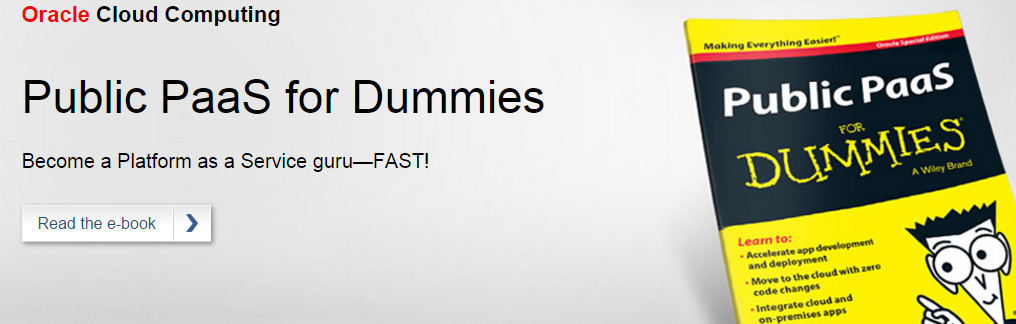 Oracle Cloud Computing
Public PaaS for Dummies
Become a Platform as a Service guru—FAST!
Read the e-book
Making Everything Easier!™
Oracle Special Edition
Public PaaS
FOR
DUMMIES®
A Wiley Brand
Learn to:
• Accelerate app development
and deployment
• Move to the cloud with zero
code changes
• Integrate cloud and
on-premises apps